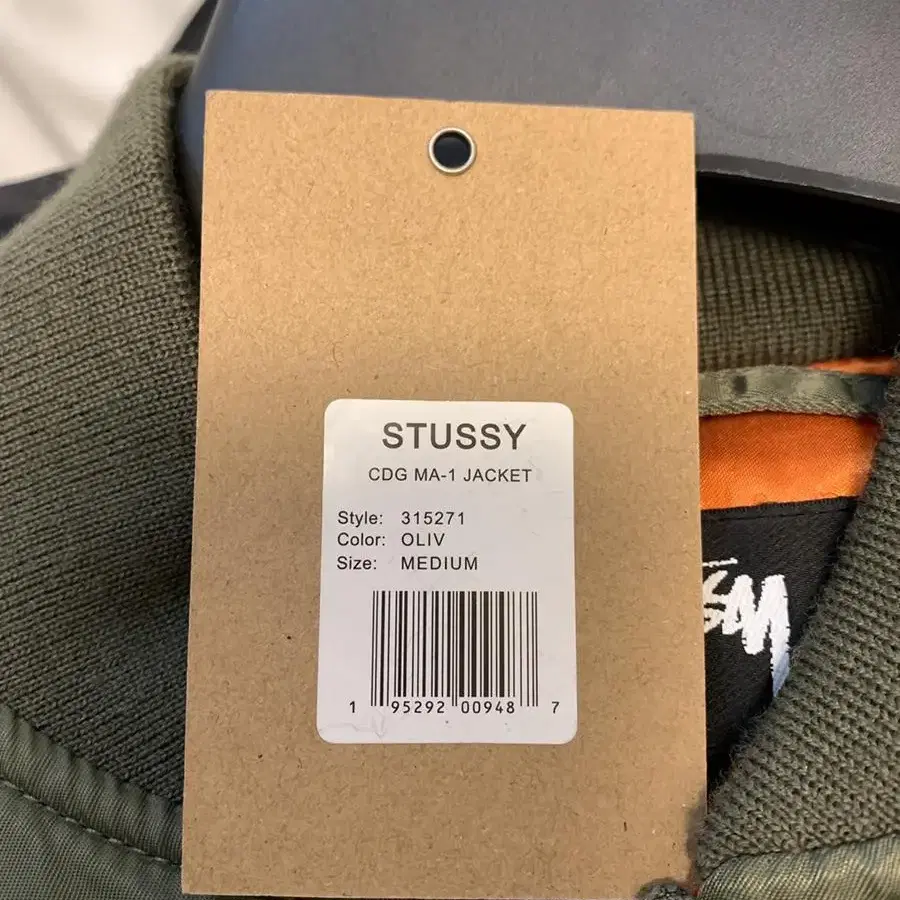 STUSSY
CDG MA-1 JACKET
Style: 315271
Color: OLIV
Size: MEDIUM
1 95292 00948 7